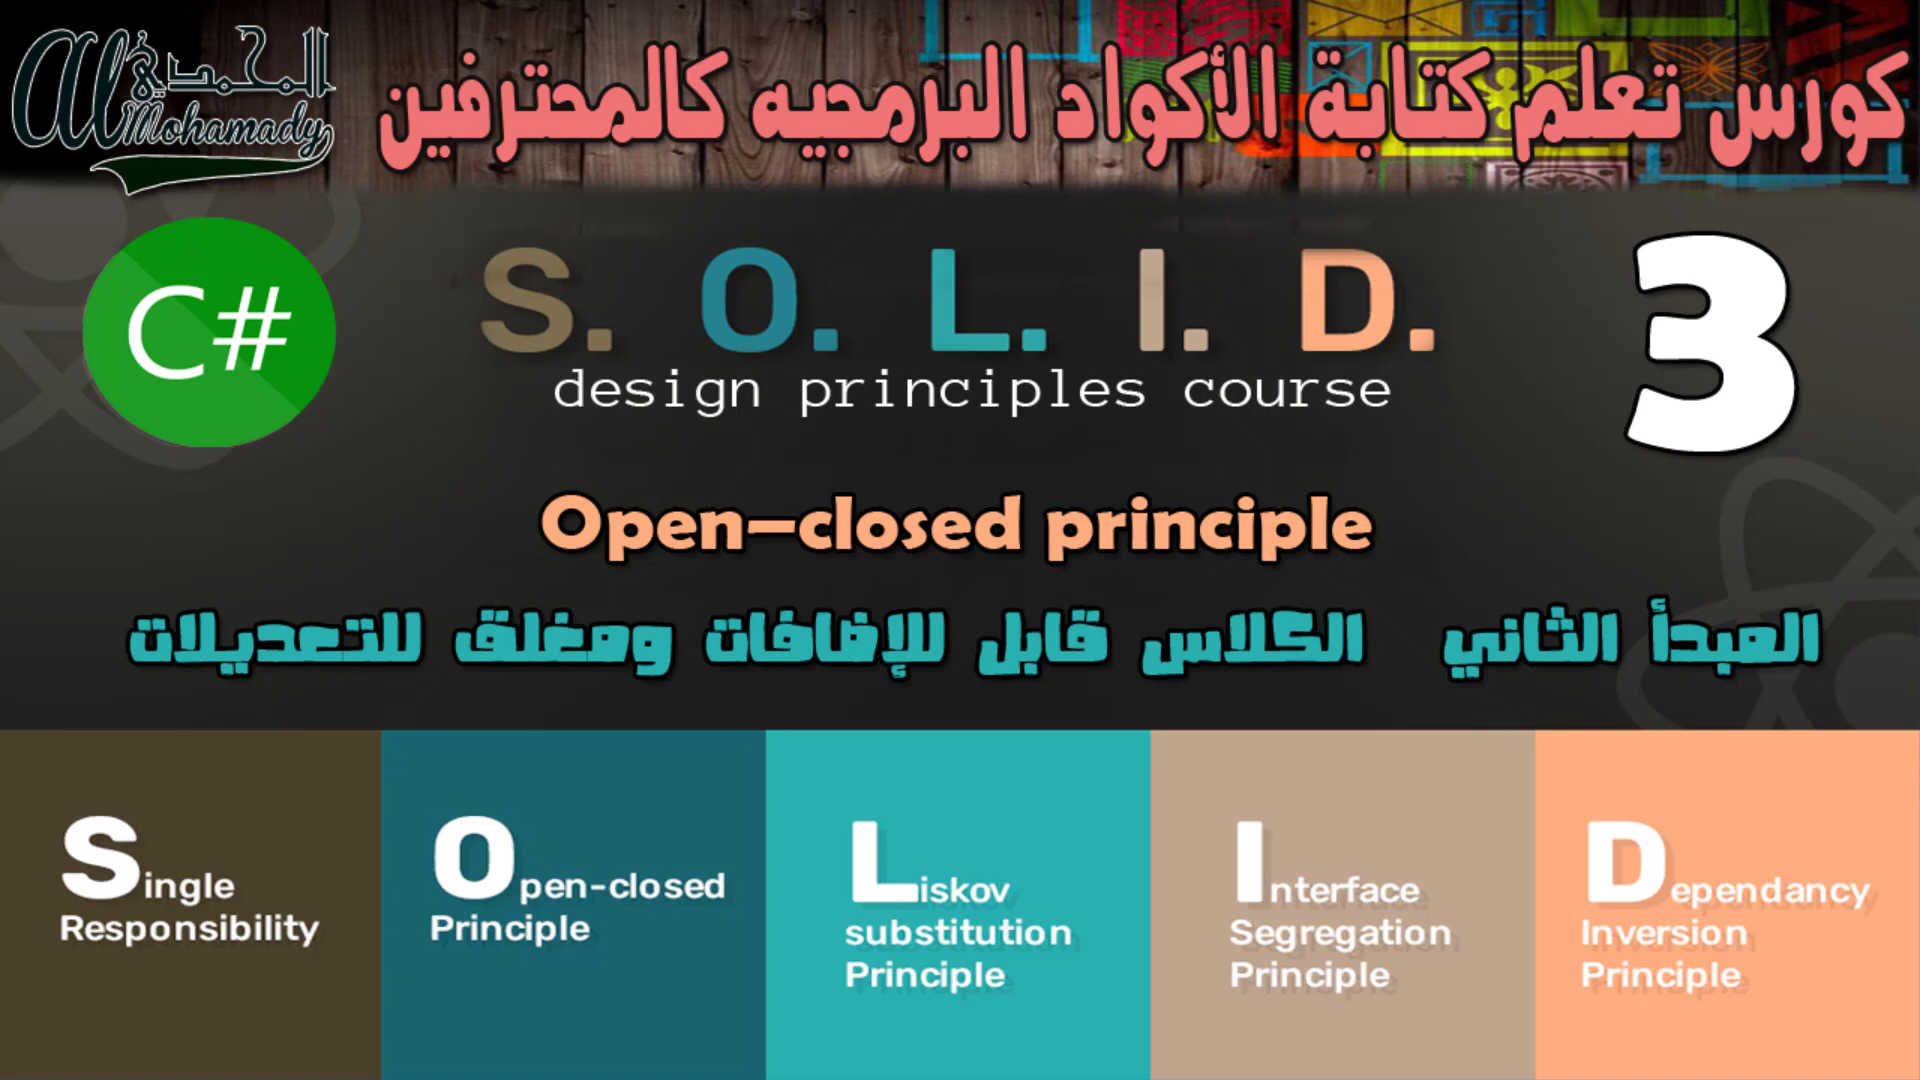 المحمدي
Al Mohamady
كورس تعلم كتابة الأكواد البرمجيه كالمحترفين
C#
S. O. L. I. D.
design principles course
3
Open–closed principle
المبدأ الثاني الكلاس قابل للإضافات ومغلق للتعديلات
Single
Responsibility
Open-closed
Principle
Liskov
substitution
Principle
Interface
Segregation
Principle
Dependancy
Inversion
Principle